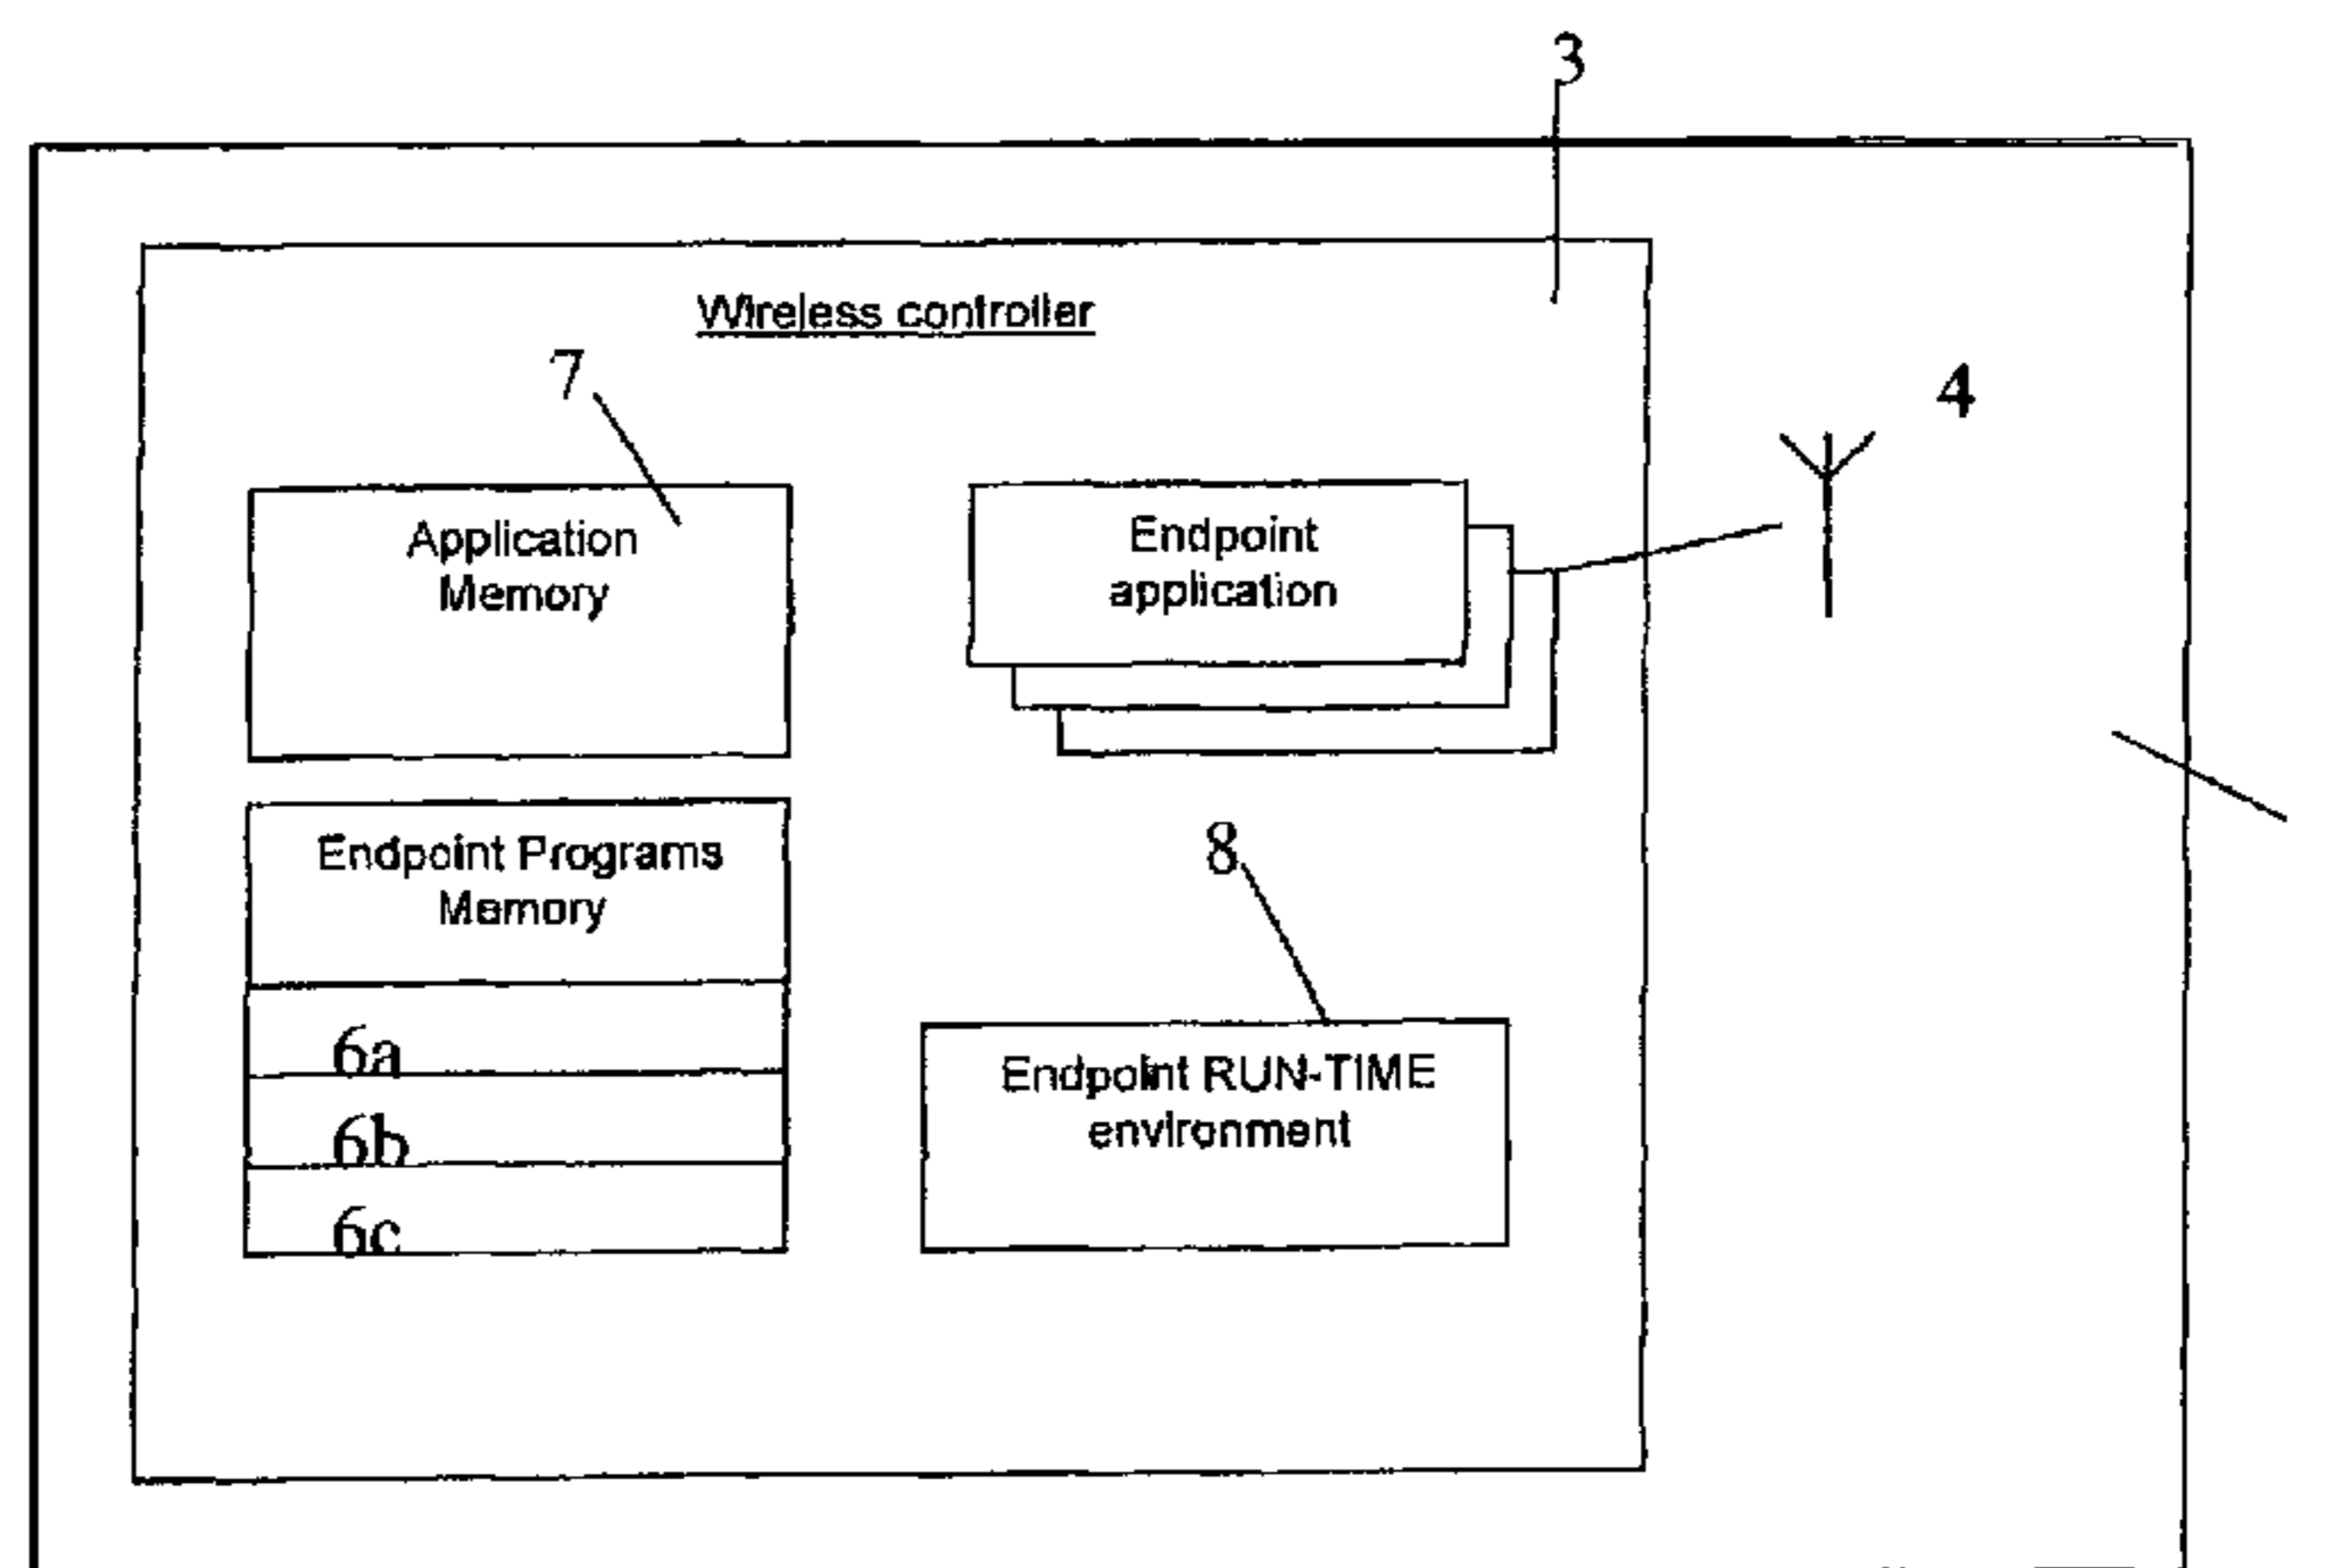 3
Wireless controller
7
4
Application
Memory
Endpoint
application
8
Endpoint Programs
Memory
6a
6b
6c
Endpoint RUN-TIME
environment